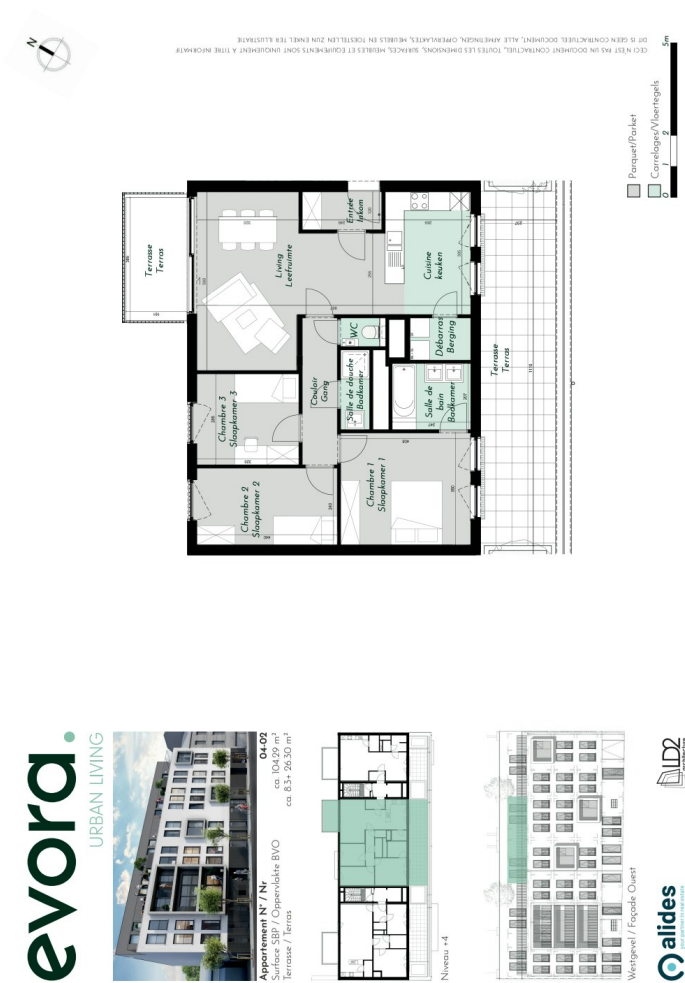 evora.
URBAN LIVING
Appartement N° / Nr 04-02
Surface SBP / Oppervlakte BVO ca. 104.29 m²
Terrasse / Terras ca. 8.3+ 26.30 m²
Niveau +4
Westgevel / Façade Ouest
alides
LD2
N
Terrasse
Terras
Living
Leefruimte
Entrée
Inkom
Cuisine
keuken
WC
Débarras
Berging
Couloir
Gang
Salle de douche
Badkamer
Salle de
bain
Badkamer
Chambre 3
Slaapkamer 3
Chambre 2
Slaapkamer 2
Chambre 1
Slaapkamer 1
Terrasse
Terras
Parquet/Parket
Carrelages/Vloertegels
0 1 2 5m
CECI N'EST PAS UN DOCUMENT CONTRACTUEL, TOUTES LES DIMENSIONS, SURFACES, MEUBLES ET ÉQUIPEMENTS SONT UNIQUEMENT À TITRE INFORMATIF
DIT IS GEEN CONTRACTUEEL DOCUMENT, ALLE AFMETINGEN, OPPERVLAKTES, MEUBELS EN TOESTELLEN ZIJN ENKEL TER ILLUSTRATIE